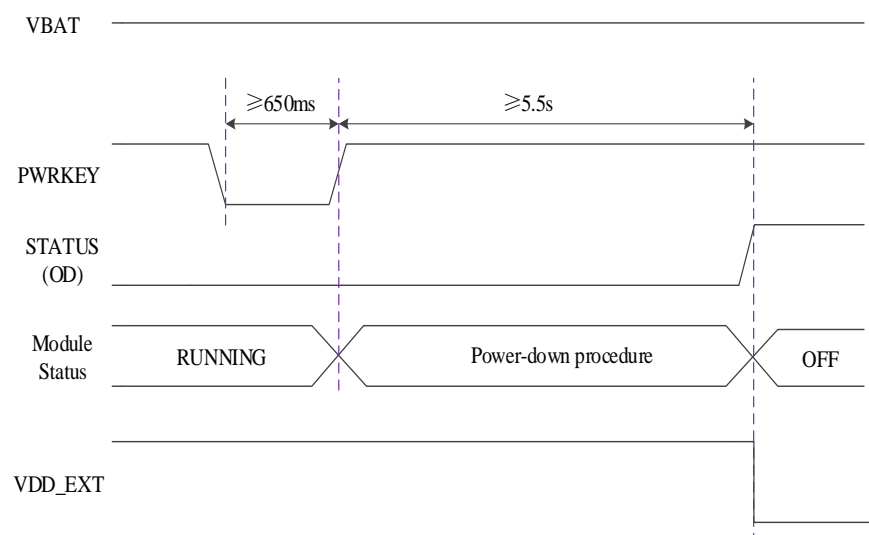 VBAT
≥650ms
≥5.5s
PWRKEY
STATUS
(OD)
Module
Status
RUNNING
Power-down procedure
OFF
VDD_EXT